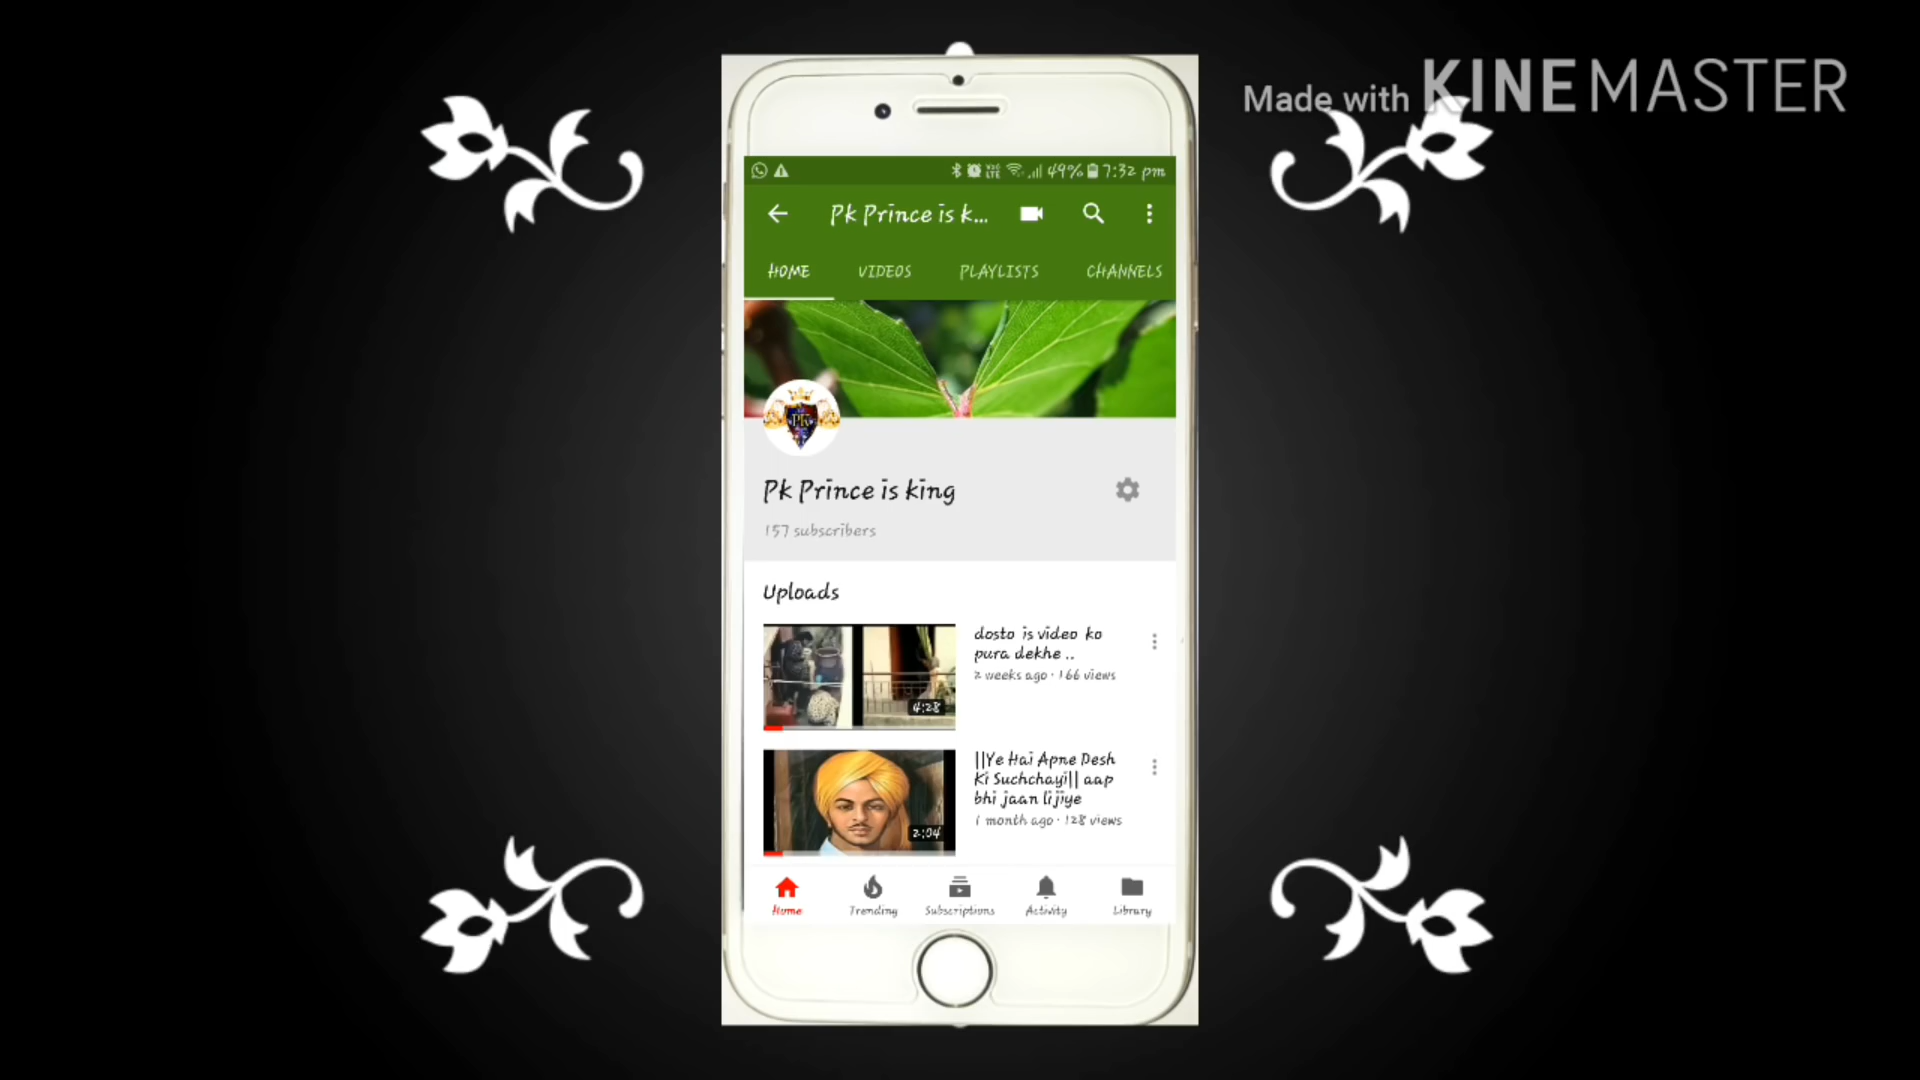 Made with KINEMASTER
49% 7:32 pm
Pk Prince is k...
HOME VIDEOS PLAYLISTS CHANNELS
Pk
Pk Prince is king
157 subscribers
Uploads
dosto is video ko
pura dekhe ..
2 weeks ago · 166 views
4:28
||Ye Hai Apne Desh
Ki Suchchayi|| aap
bhi jaan lijiye
1 month ago · 128 views
2:04
Home Trending Subscriptions Activity Library